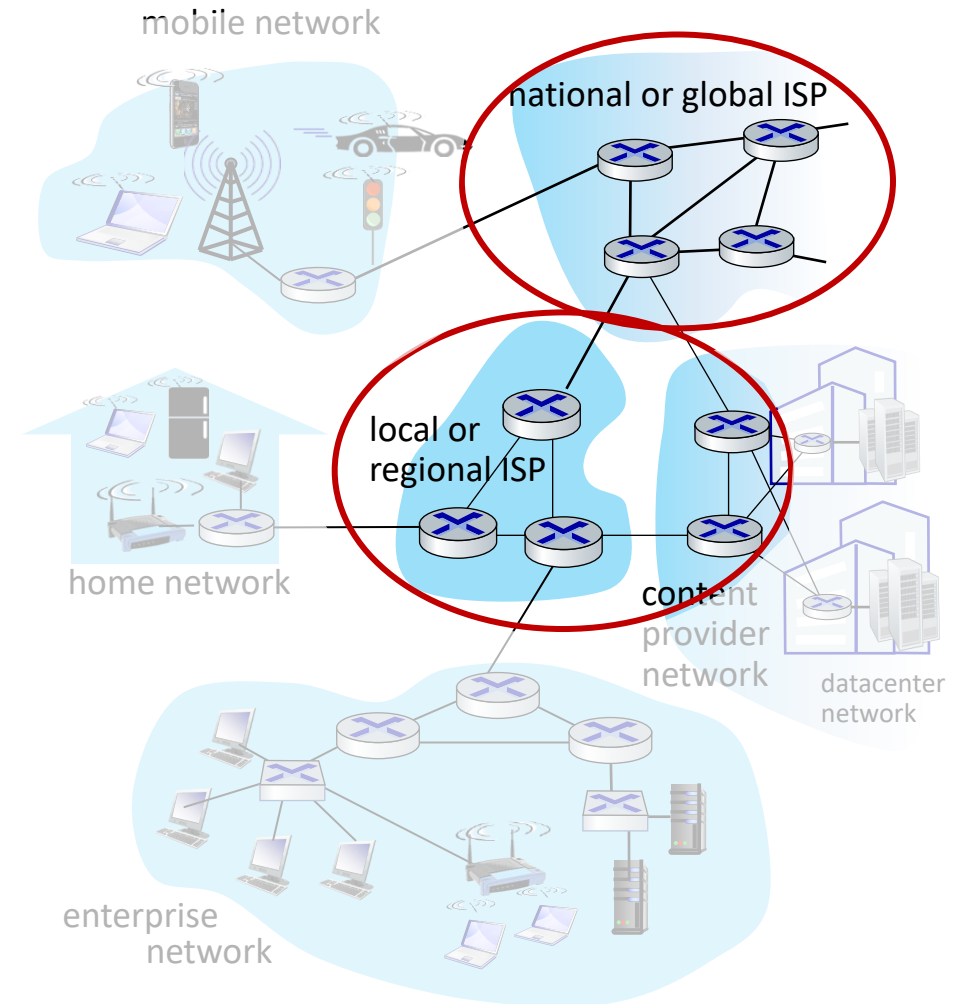 mobile network
national or global ISP
local or
regional ISP
home network
content
provider
network
datacenter
network
enterprise
network